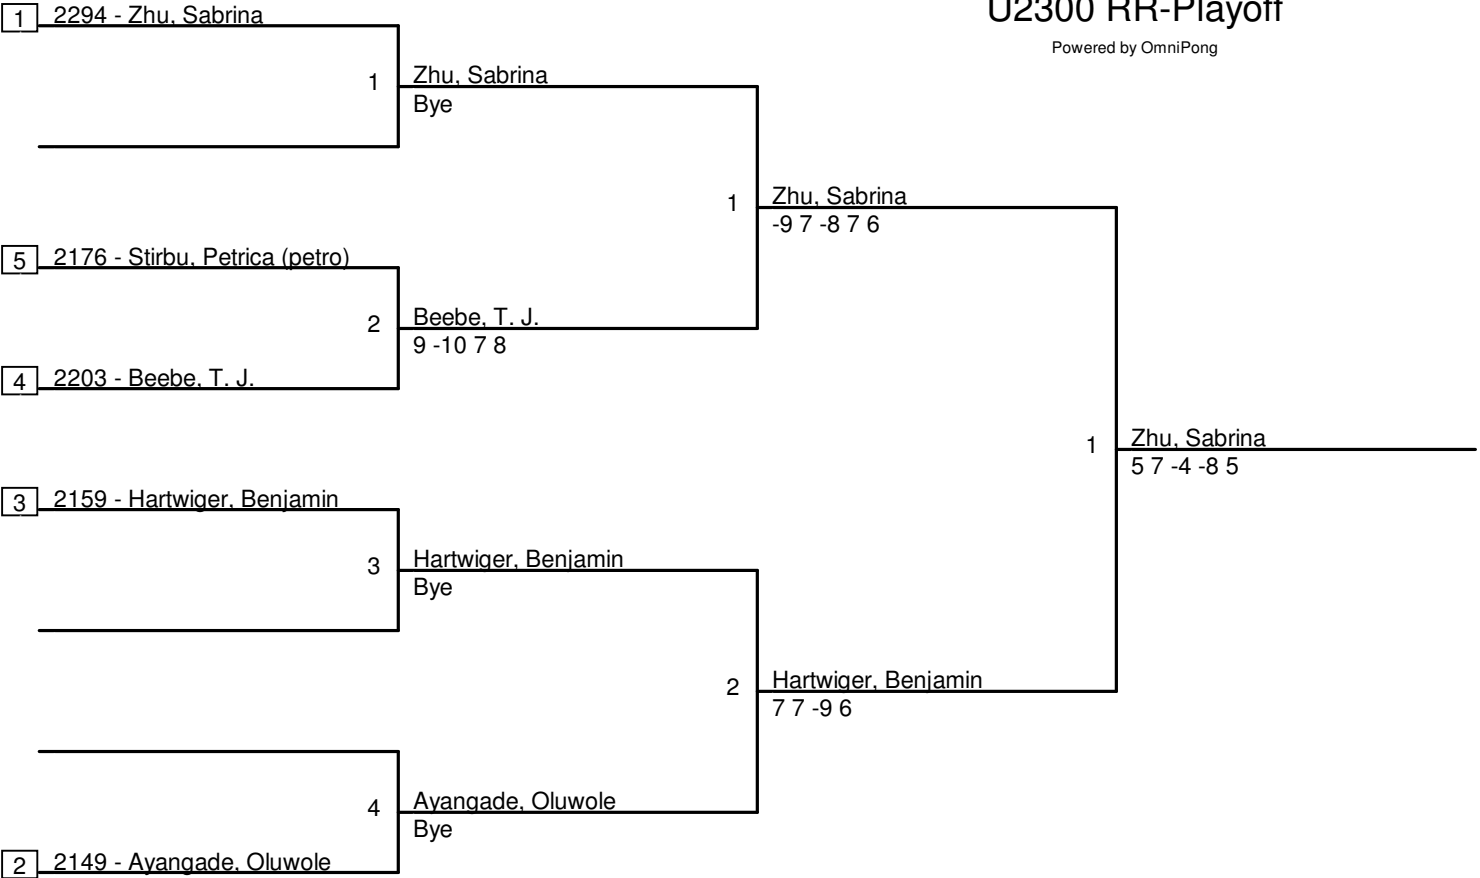 U2300 RR-Playoff
Powered by OmniPong
1 2294 - Zhu, Sabrina
1 Zhu, Sabrina
Bye
1 Zhu, Sabrina
-9 7 -8 7 6
5 2176 - Stirbu, Petrica (petro)
2 Beebe, T. J.
9 -10 7 8
4 2203 - Beebe, T. J.
1 Zhu, Sabrina
5 7 -4 -8 5
3 2159 - Hartwiger, Benjamin
3 Hartwiger, Benjamin
Bye
2 Hartwiger, Benjamin
7 7 -9 6
4 Ayangade, Oluwole
Bye
2 2149 - Ayangade, Oluwole